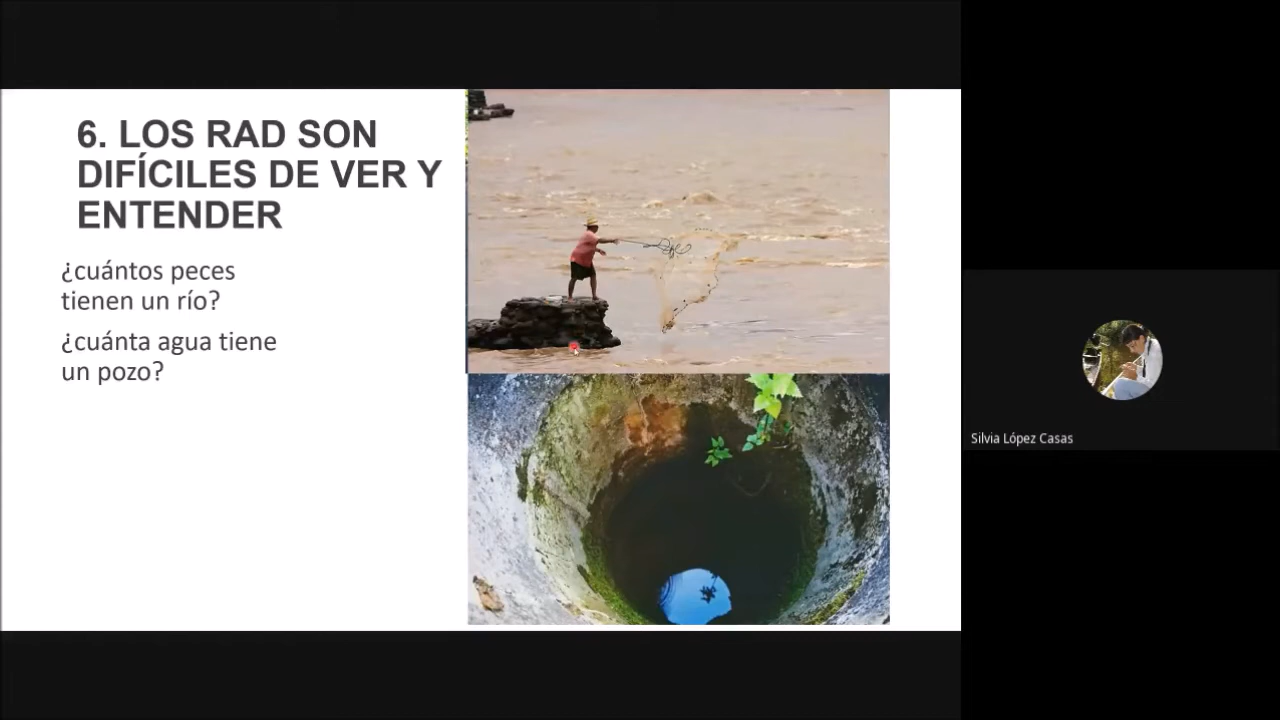 6. LOS RAD SON
DIFÍCILES DE VER Y
ENTENDER
¿cuántos peces
tienen un río?
¿cuánta agua tiene
un pozo?
Silvia López Casas